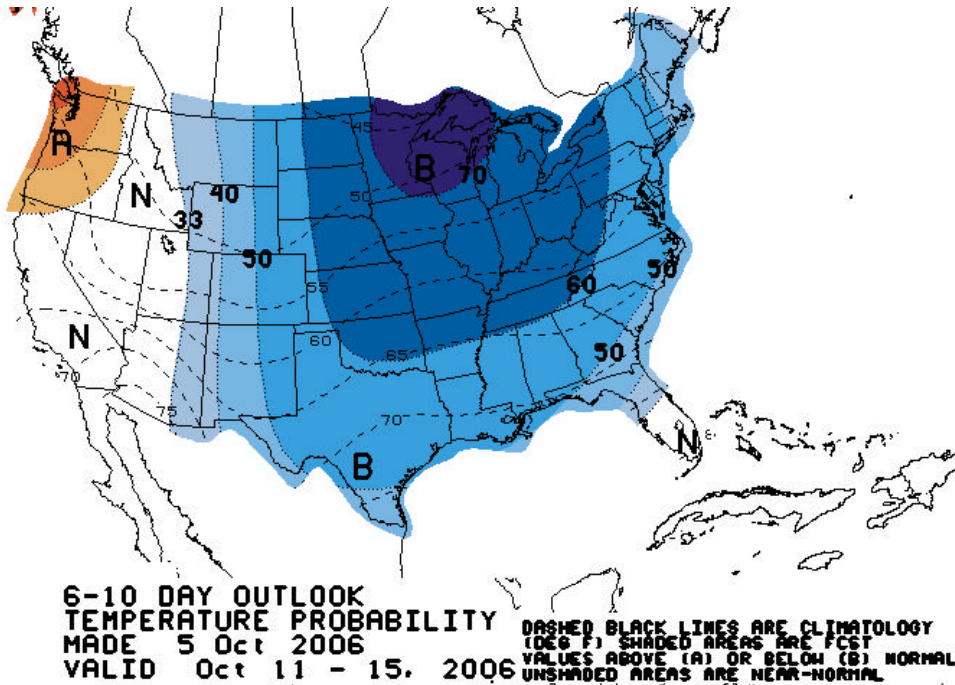 45
A
45
B
70
N
40
50
33
50
50
55
60
60
N
50
65
70
75
70
N
B
6-10 DAY OUTLOOK
TEMPERATURE PROBABILITY
MADE 5 Oct 2006
VALID Oct 11 - 15, 2006
DASHED BLACK LINES ARE CLIMATOLOGY
(DEG F) SHADED AREAS ARE FCST
VALUES ABOVE (A) OR BELOW (B) NORMAL
UNSHADED AREAS ARE NEAR-NORMAL